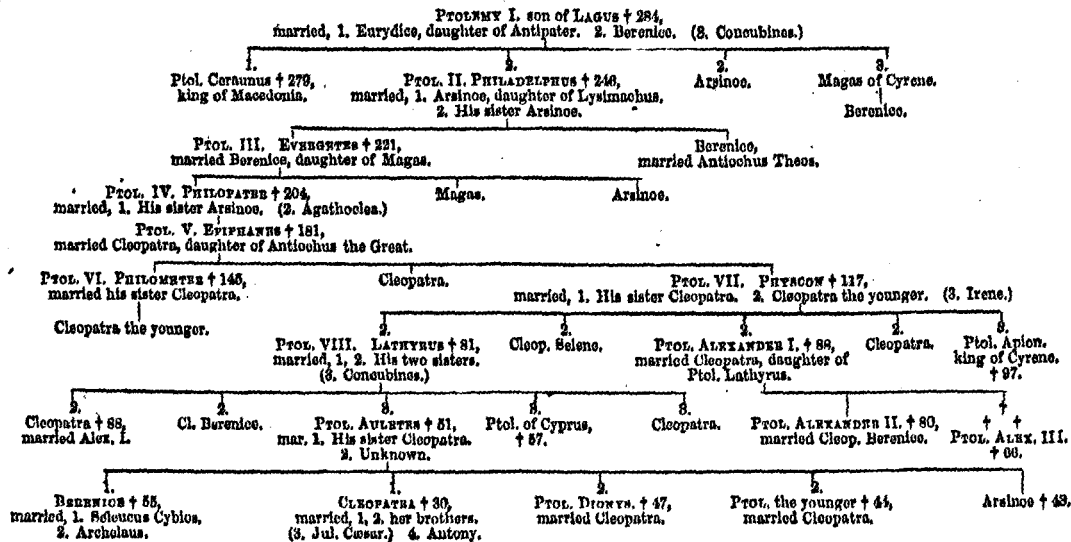 PTOLEMY I. son of LAGUS † 284,
married, 1. Eurydice, daughter of Antipater. 2. Berenice. (3. Concubines.)
1. 2. 2. 3.
Ptol. Ceraunus † 279, PTOL. II. PHILADELPHUS † 246, Arsinoe. Magas of Cyrene.
king of Macedonia. married, 1. Arsinoe, daughter of Lysimachus. Berenice.
2. His sister Arsinoe.
PTOL. III. EVERGETES † 221, Berenice,
married Berenice, daughter of Magas. married Antiochus Theos.
PTOL. IV. PHILOPATER † 204, Magas. Arsinoe.
married, 1. His sister Arsinoe. (2. Agathoclea.)
PTOL. V. EPIPHANES † 181,
married Cleopatra, daughter of Antiochus the Great.
PTOL. VI. PHILOMETER † 145, Cleopatra. PTOL. VII. PHYSCON † 117,
married his sister Cleopatra. married, 1. His sister Cleopatra. 2. Cleopatra the younger. (3. Irene.)
Cleopatra the younger.
2. 2. 2. 2. 3.
PTOL. VIII. LATHYRUS † 81, Cleop. Selene. PTOL. ALEXANDER I. † 88, Cleopatra. Ptol. Apion.
married, 1, 2. His two sisters. married Cleopatra, daughter of king of Cyrene.
(3. Concubines.) Ptol. Lathyrus. † 97.
2. 2. 3. 3. 3. †
Cleopatra † 88, Cl. Berenice. PTOL. AULETES † 51, Ptol. of Cyprus, Cleopatra. PTOL. ALEXANDER II. † 80, † †
married Alex. I. mar. 1. His sister Cleopatra. † 57. married Cleop. Berenice. PTOL. ALEX. III.
2. Unknown. † 66.
1. 1. 2. 2.
BERENICE † 55, CLEOPATRA † 30, PTOL. DIONYS. † 47, PTOL. the younger † 44, Arsinoe † 43.
married, 1. Seleucus Cybios, married, 1, 2. her brothers. married Cleopatra. married Cleopatra.
2. Archelaus. (3. Jul. Cæsar.) 4. Antony.